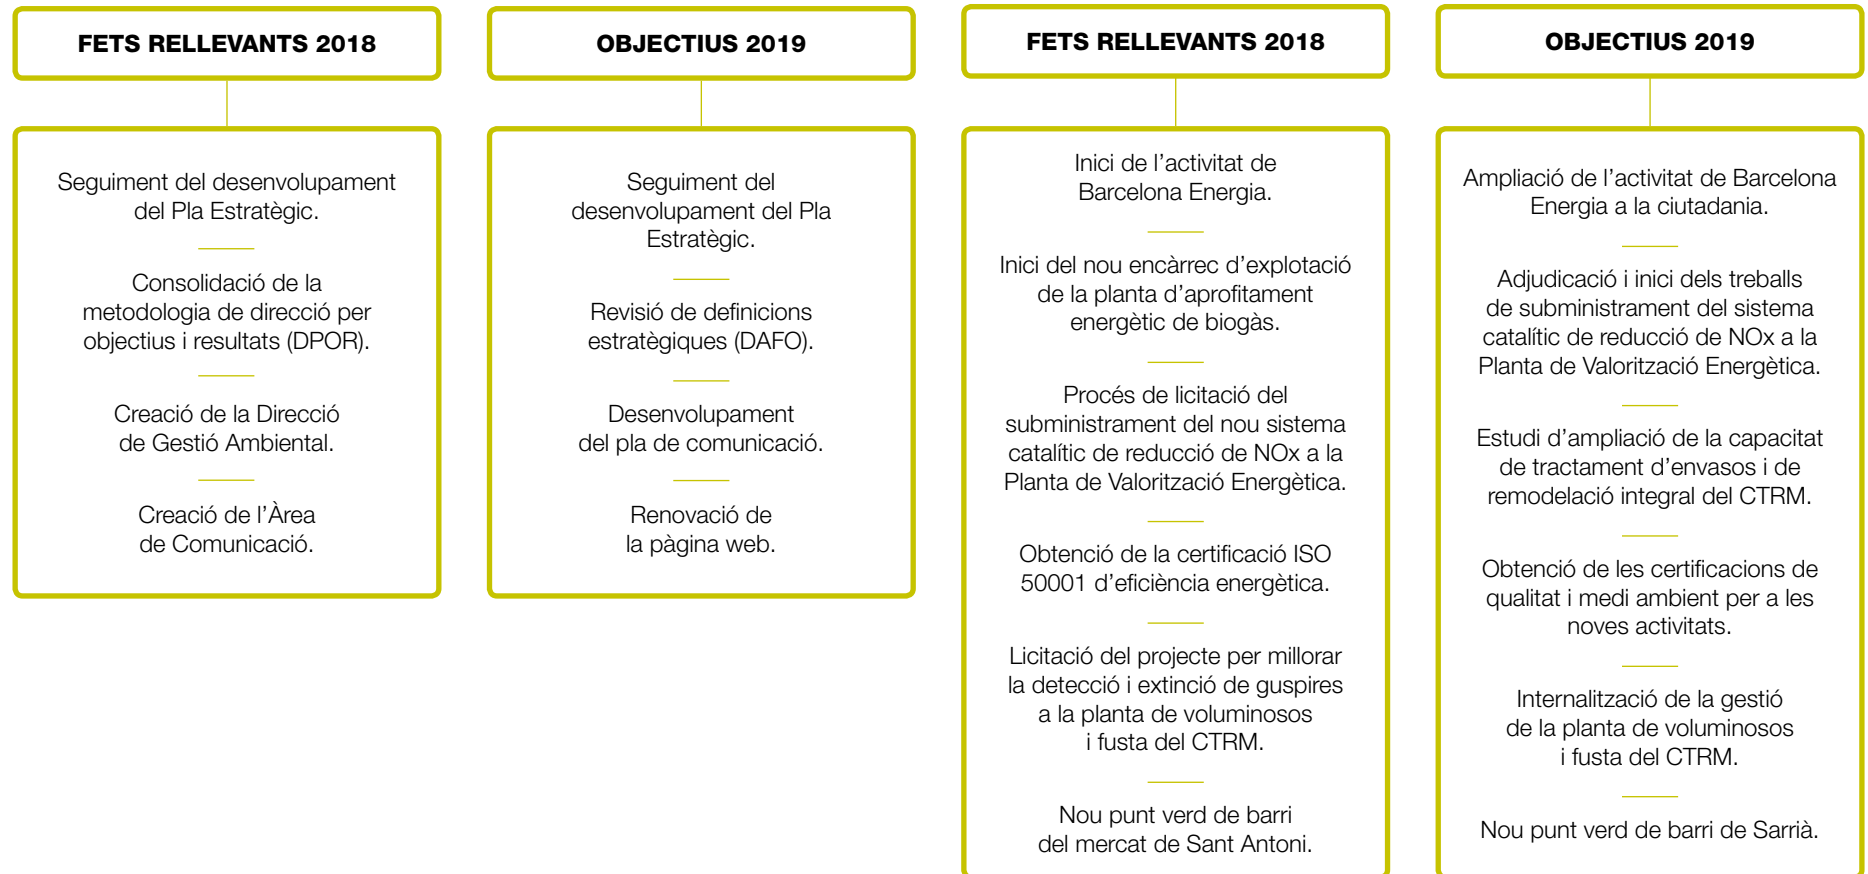 FETS RELLEVANTS 2018
Seguiment del desenvolupament
del Pla Estratègic.
Consolidació de la
metodologia de direcció per
objectius i resultats (DPOR).
Creació de la Direcció
de Gestió Ambiental.
Creació de l’Àrea
de Comunicació.
OBJECTIUS 2019
Seguiment del
desenvolupament del Pla
Estratègic.
Revisió de definicions
estratègiques (DAFO).
Desenvolupament
del pla de comunicació.
Renovació de
la pàgina web.
FETS RELLEVANTS 2018
Inici de l’activitat de
Barcelona Energia.
Inici del nou encàrrec d’explotació
de la planta d’aprofitament
energètic de biogàs.
Procés de licitació del
subministrament del nou sistema
catalític de reducció de NOx a la
Planta de Valorització Energètica.
Obtenció de la certificació ISO
50001 d’eficiència energètica.
Licitació del projecte per millorar
la detecció i extinció de guspires
a la planta de voluminosos
i fusta del CTRM.
Nou punt verd de barri
del mercat de Sant Antoni.
OBJECTIUS 2019
Ampliació de l’activitat de Barcelona
Energia a la ciutadania.
Adjudicació i inici dels treballs
de subministrament del sistema
catalític de reducció de NOx a la
Planta de Valorització Energètica.
Estudi d’ampliació de la capacitat
de tractament d’envasos i de
remodelació integral del CTRM.
Obtenció de les certificacions de
qualitat i medi ambient per a les
noves activitats.
Internalització de la gestió
de la planta de voluminosos
i fusta del CTRM.
Nou punt verd de barri de Sarrià.